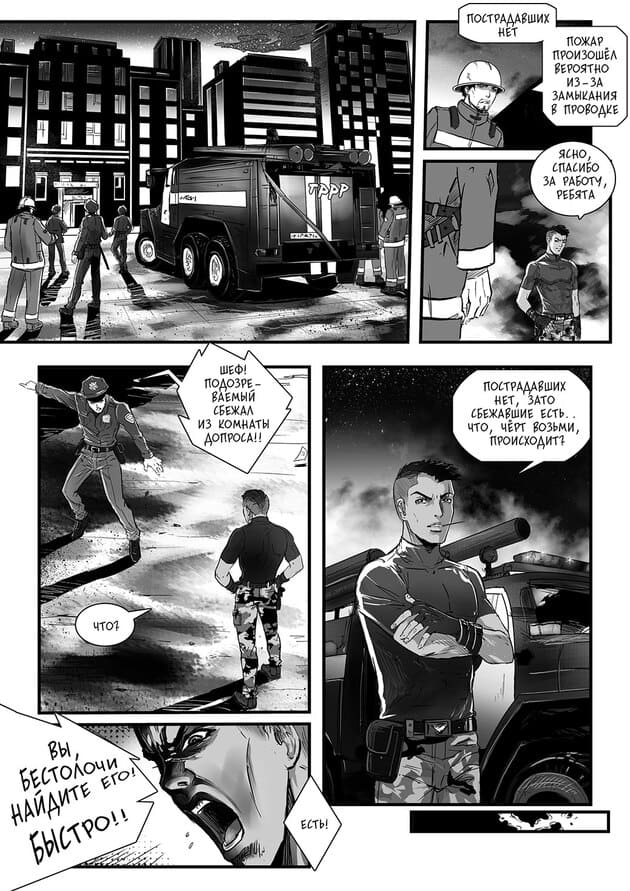 ПОСТРАДАВШИХ
НЕТ
ПОЖАР
ПРОИЗОШЁЛ
ВЕРОЯТНО
ИЗ-ЗА
ЗАМЫКАНИЯ
В ПРОВОДКЕ
ТРРР
ЯСНО,
СПАСИБО
ЗА РАБОТУ,
РЕБЯТА
ШЕФ!
ПОДОЗРЕ-
ВАЕМЫЙ
СБЕЖАЛ
ИЗ КОМНАТЫ
ДОПРОСА!!
ЧТО?
ПОСТРАДАВШИХ
НЕТ, ЗАТО
СБЕЖАВШИЕ ЕСТЬ..
ЧТО, ЧЁРТ ВОЗЬМИ,
ПРОИСХОДИТ?
ВЫ,
БЕСТОЛОЧИ
НАЙДИТЕ ЕГО!
БЫСТРО!!
ЕСТЬ!